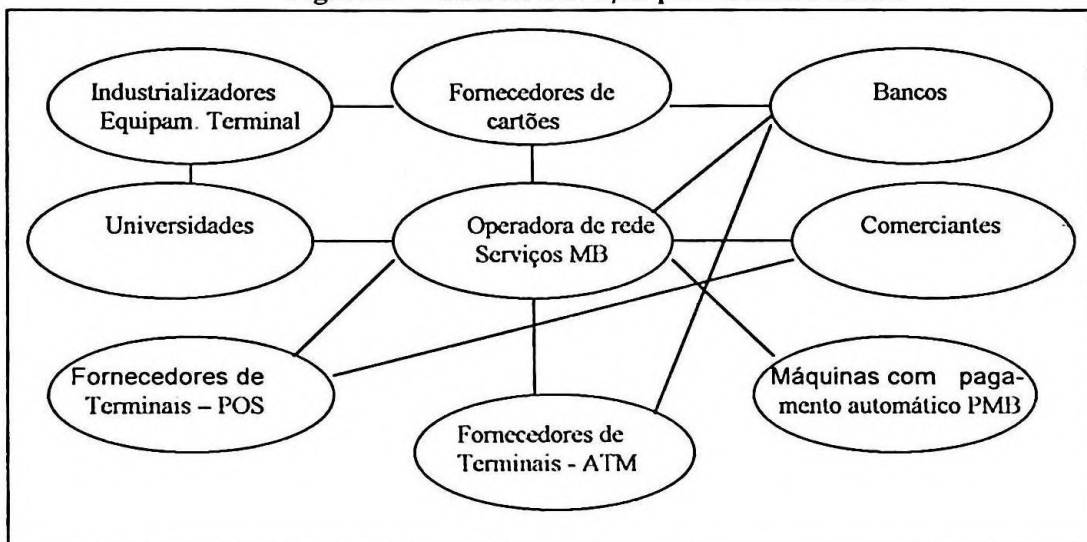 Industrializadores
Equipam. Terminal
Fornecedores de
cartões
Bancos
Universidades
Operadora de rede
Serviços MB
Comerciantes
Fornecedores de
Terminais – POS
Fornecedores de
Terminais - ATM
Máquinas com paga-
mento automático PMB